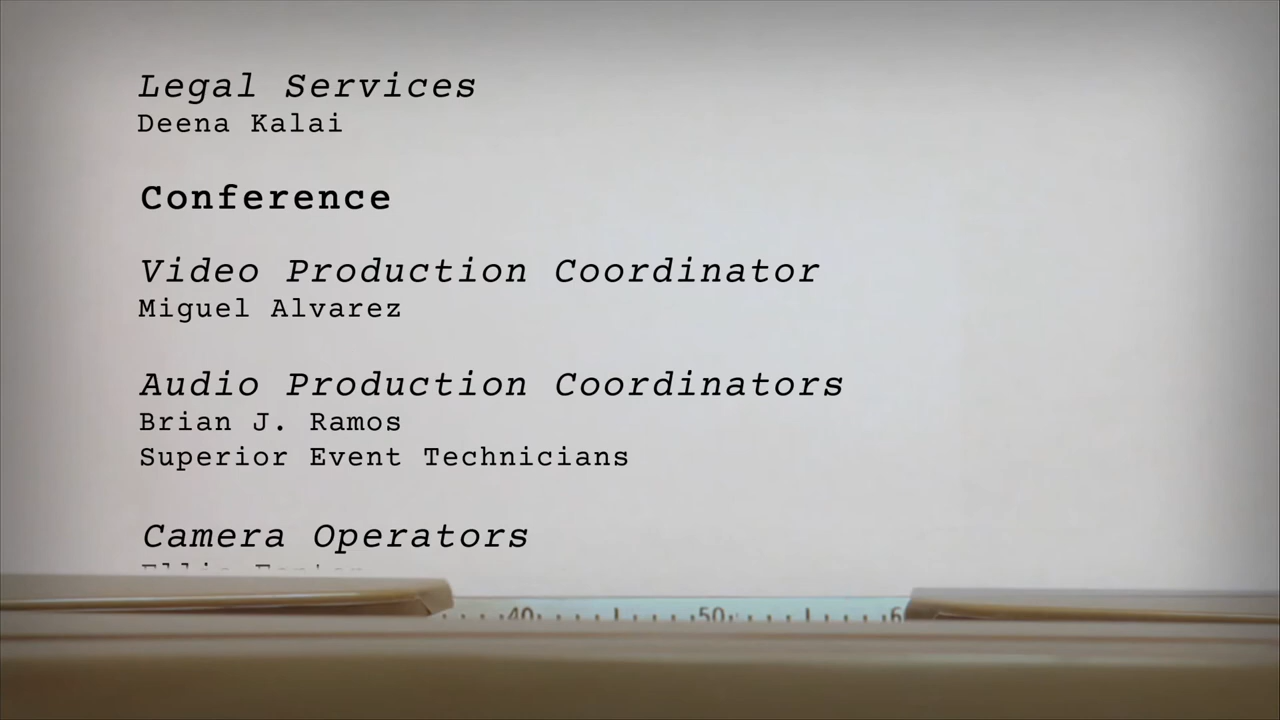 Legal Services
Deena Kalai
Conference
Video Production Coordinator
Miguel Alvarez
Audio Production Coordinators
Brian J. Ramos
Superior Event Technicians
Camera Operators
40 50